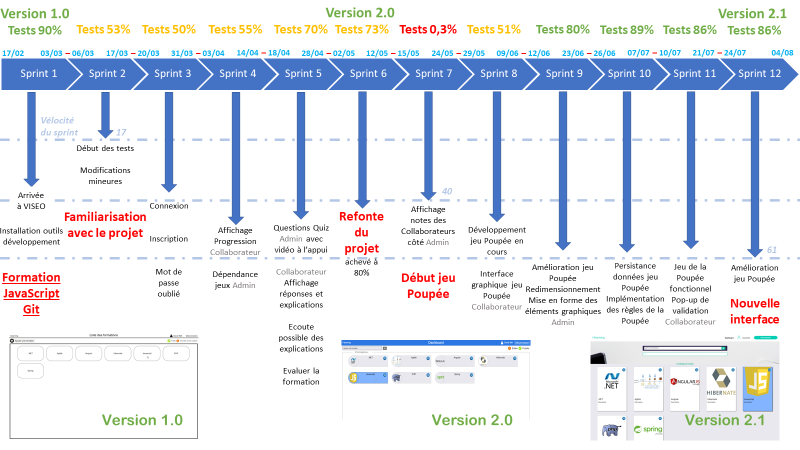 Version 1.0
Version 2.0
Version 2.1
Tests 90%
Tests 53%
Tests 50%
Tests 55%
Tests 70%
Tests 73%
Tests 0,3%
Tests 51%
Tests 80%
Tests 89%
Tests 86%
Tests 86%
17/02 03/03 – 06/03 17/03 – 20/03 31/03 – 03/04 14/04 – 18/04 28/04 – 02/05 12/05 – 15/05 24/05 – 29/05 09/06 – 12/06 23/06 – 26/06 07/07 – 10/07 21/07 – 24/07 04/08
Sprint 1
Sprint 2
Sprint 3
Sprint 4
Sprint 5
Sprint 6
Sprint 7
Sprint 8
Sprint 9
Sprint 10
Sprint 11
Sprint 12
Vélocité
du sprint
17
40
61
Arrivée
à VISEO
Installation outils
développement
Formation
JavaScript
Git
Début des tests
Modifications
mineures
Familiarisation
avec le projet
Connexion
Inscription
Mot de
passe
oublié
Affichage
Progression
Collaborateur
Dépendance
jeux Admin
Questions Quiz
Admin avec
vidéo à l'appui
Collaborateur
Affichage
réponses et
explications
Ecoute
possible des
explications
Evaluer la
formation
Refonte
du
projet
achevé à
80%
Affichage
notes des
Collaborateurs
côté Admin
Début jeu
Poupée
Développement
jeu Poupée en
cours
Interface
graphique jeu
Poupée
Collaborateur
Amélioration jeu
Poupée
Redimensionnement
Mise en forme des
éléments graphiques
Admin
Persistance
données jeu
Poupée
Implémentation
des règles de la
Poupée
Jeu de la
Poupée
fonctionnel
Pop-up de
validation
Collaborateur
Amélioration
jeu Poupée
Nouvelle
interface
Version 1.0
Dashboard
Version 2.0
Microsoft
.NET
ANGULARJS
HIBERNATE
JS
php
spring
Version 2.1